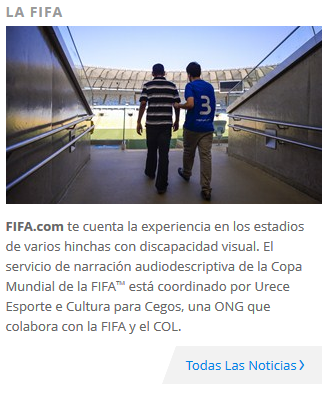 LA FIFA
3
FIFA.com te cuenta la experiencia en los estadios
de varios hinchas con discapacidad visual. El
servicio de narración audiodescriptiva de la Copa
Mundial de la FIFA™ está coordinado por Urece
Esporte e Cultura para Cegos, una ONG que
colabora con la FIFA y el COL.
Todas Las Noticias